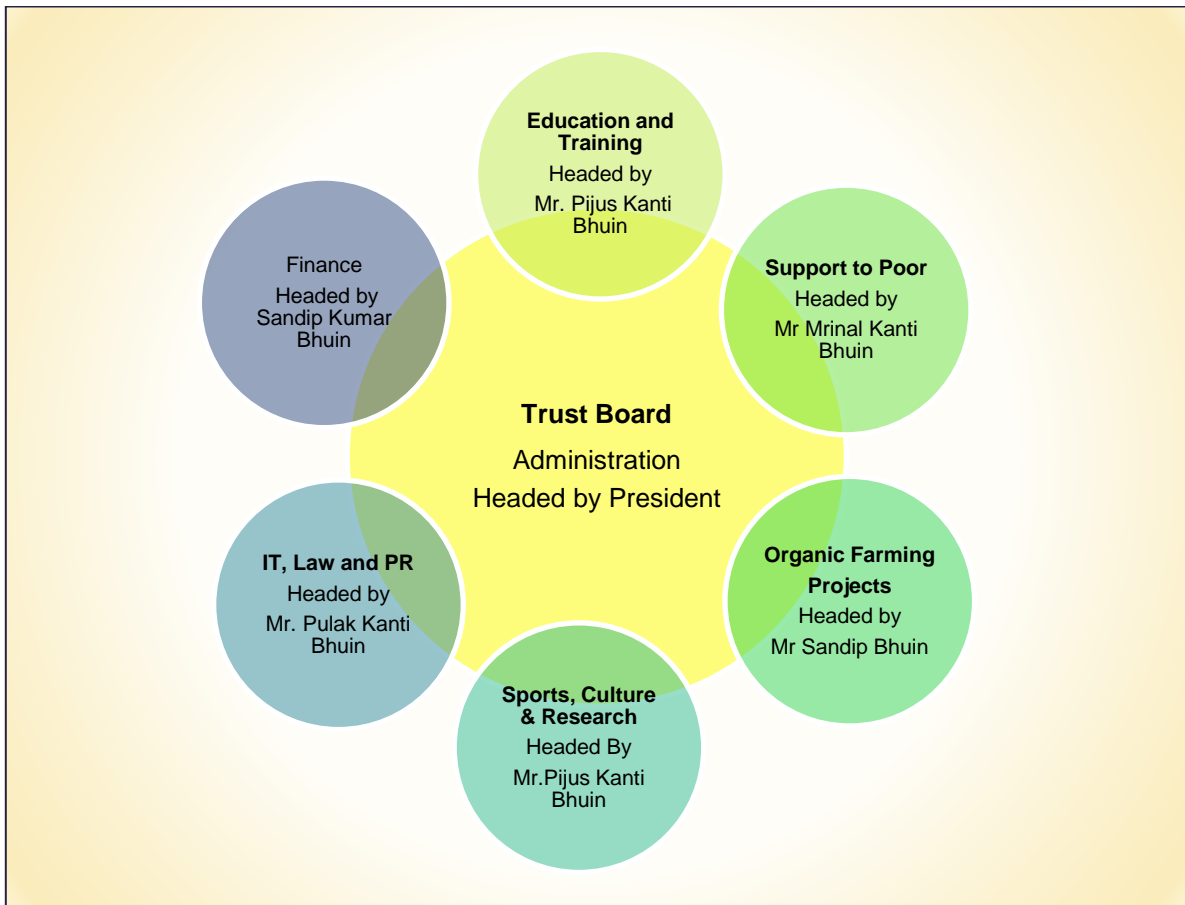 Education and
Training
Headed by
Mr. Pijus Kanti
Bhuin
Support to Poor
Headed by
Mr Mrinal Kanti
Bhuin
Organic Farming
Projects
Headed by
Mr Sandip Bhuin
Sports, Culture
& Research
Headed By
Mr.Pijus Kanti
Bhuin
IT, Law and PR
Headed by
Mr. Pulak Kanti
Bhuin
Finance
Headed by
Sandip Kumar
Bhuin
Trust Board
Administration
Headed by President